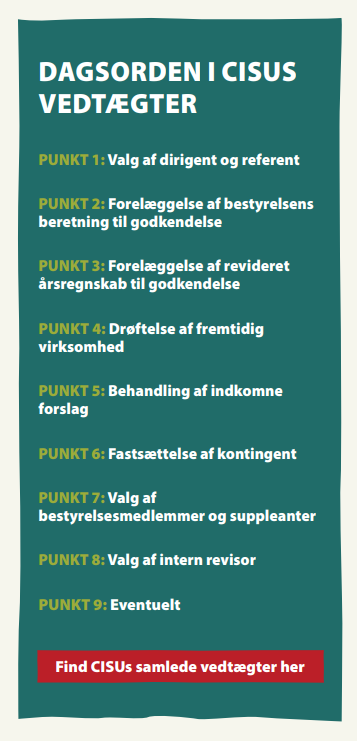 DAGSORDEN I CISUS
VEDTÆGTER
PUNKT 1: Valg af dirigent og referent
PUNKT 2: Forelæggelse af bestyrelsens
beretning til godkendelse
PUNKT 3: Forelæggelse af revideret
årsregnskab til godkendelse
PUNKT 4: Drøftelse af fremtidig
virksomhed
PUNKT 5: Behandling af indkomne
forslag
PUNKT 6: Fastsættelse af kontingent
PUNKT 7: Valg af
bestyrelsesmedlemmer og suppleanter
PUNKT 8: Valg af intern revisor
PUNKT 9: Eventuelt
Find CISUs samlede vedtægter her